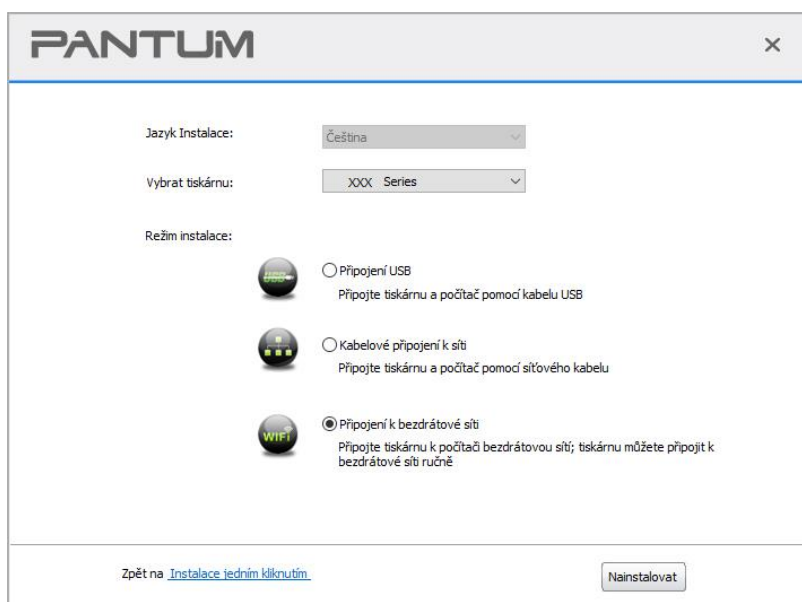 PANTUM
Jazyk Instalace:
Čeština
Vybrat tiskárnu:
XXX Series
Režim instalace:
USB
Připojení USB
Připojte tiskárnu a počítač pomocí kabelu USB
Kabelové připojení k síti
Připojte tiskárnu a počítač pomocí síťového kabelu
WiFi
Připojení k bezdrátové síti
Připojte tiskárnu k počítači bezdrátovou sítí; tiskárnu můžete připojit k
bezdrátové síti ručně
Zpět na Instalace jedním kliknutím
Nainstalovat